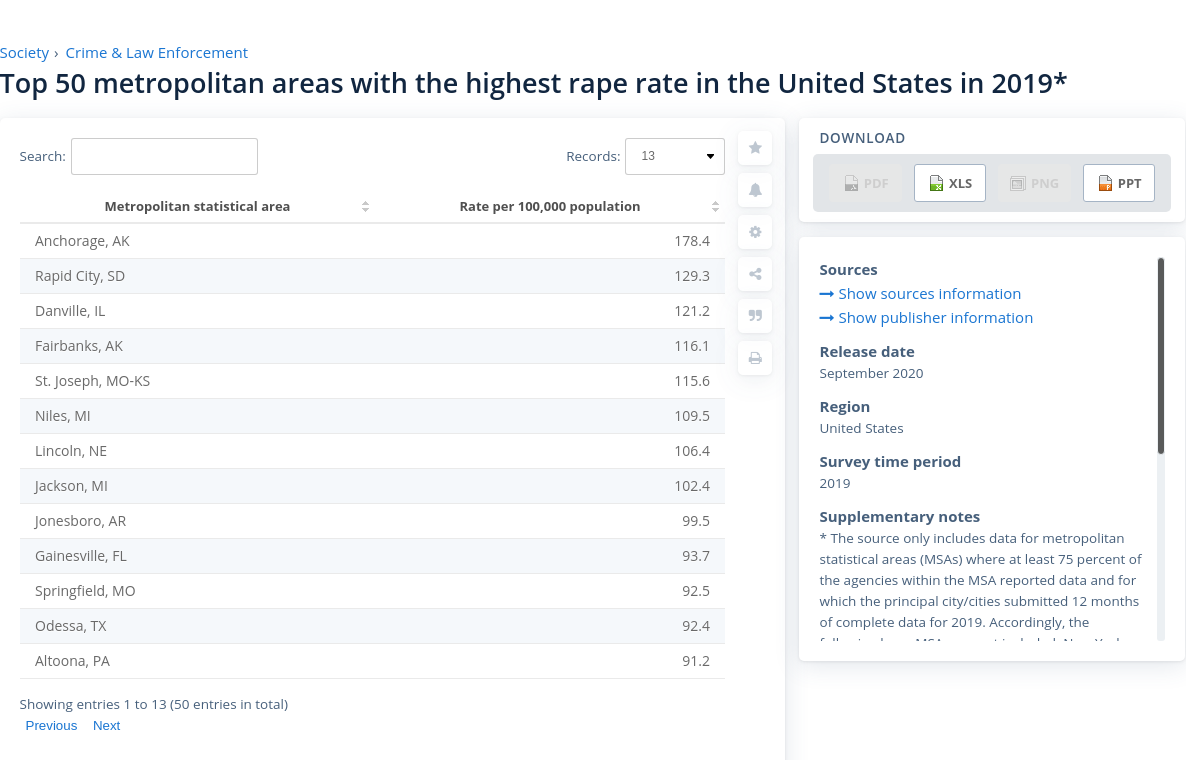 Society › Crime & Law Enforcement
Top 50 metropolitan areas with the highest rape rate in the United States in 2019*
Search:
Records: 13
Metropolitan statistical area Rate per 100,000 population
Anchorage, AK 178.4
Rapid City, SD 129.3
Danville, IL 121.2
Fairbanks, AK 116.1
St. Joseph, MO-KS 115.6
Niles, MI 109.5
Lincoln, NE 106.4
Jackson, MI 102.4
Jonesboro, AR 99.5
Gainesville, FL 93.7
Springfield, MO 92.5
Odessa, TX 92.4
Altoona, PA 91.2
Showing entries 1 to 13 (50 entries in total)
Previous Next
DOWNLOAD
PDF XLS PNG PPT
Sources
Show sources information
Show publisher information
Release date
September 2020
Region
United States
Survey time period
2019
Supplementary notes
* The source only includes data for metropolitan
statistical areas (MSAs) where at least 75 percent of
the agencies within the MSA reported data and for
which the principal city/cities submitted 12 months
of complete data for 2019. Accordingly, the